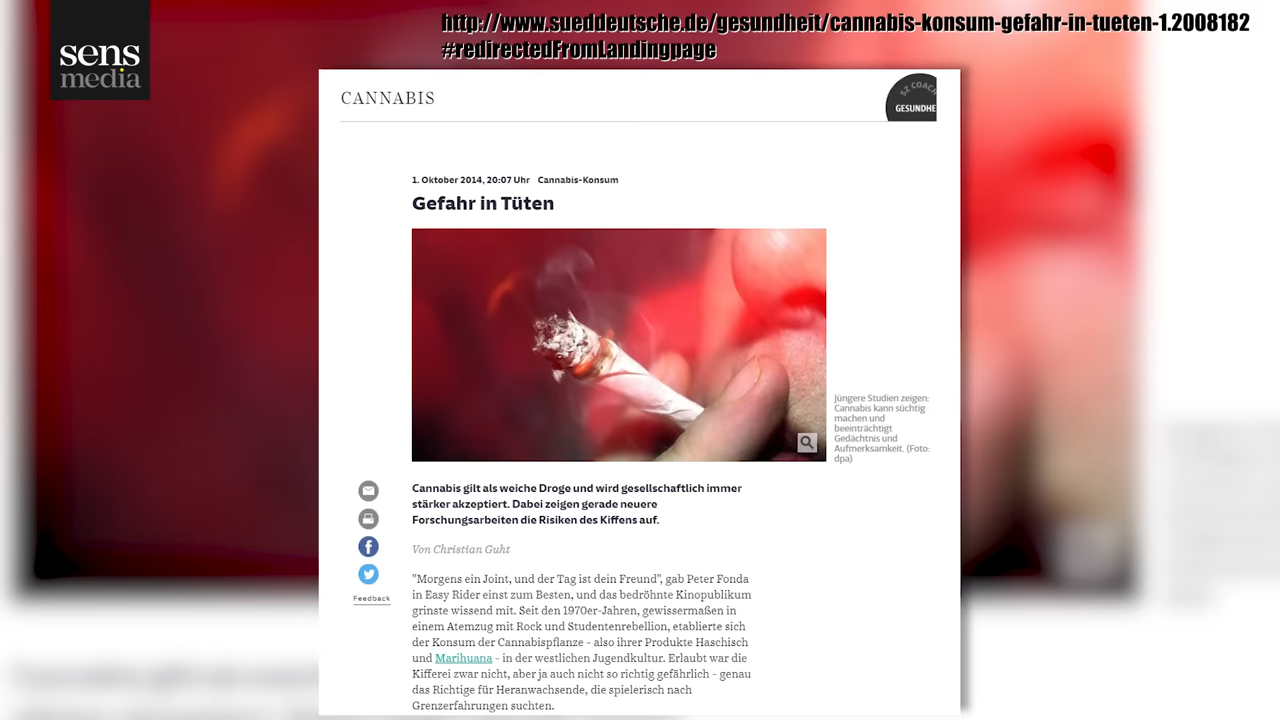 sens
media
http://www.sueddeutsche.de/gesundheit/cannabis-konsum-gefahr-in-tueten-1.2008182
#redirectedFromLandingpage
CANNABIS
SZ COACH
GESUNDHE
1. Oktober 2014, 20:07 Uhr Cannabis-Konsum
Gefahr in Tüten
Jüngere Studien zeigen:
Cannabis kann süchtig
machen und
beeinträchtigt
Gedächtnis und
Aufmerksamkeit. (Foto:
dpa)
Cannabis gilt als weiche Droge und wird gesellschaftlich immer
stärker akzeptiert. Dabei zeigen gerade neuere
Forschungsarbeiten die Risiken des Kiffens auf.
Von Christian Guht
Feedback
"Morgens ein Joint, und der Tag ist dein Freund", gab Peter Fonda
in Easy Rider einst zum Besten, und das bedröhnte Kinopublikum
grinste wissend mit. Seit den 1970er-Jahren, gewissermaßen in
einem Atemzug mit Rock und Studentenrebellion, etablierte sich
der Konsum der Cannabispflanze - also ihrer Produkte Haschisch
und Marihuana - in der westlichen Jugendkultur. Erlaubt war die
Kifferei zwar nicht, aber ja auch nicht so richtig gefährlich - genau
das Richtige für Heranwachsende, die spielerisch nach
Grenzerfahrungen suchten.